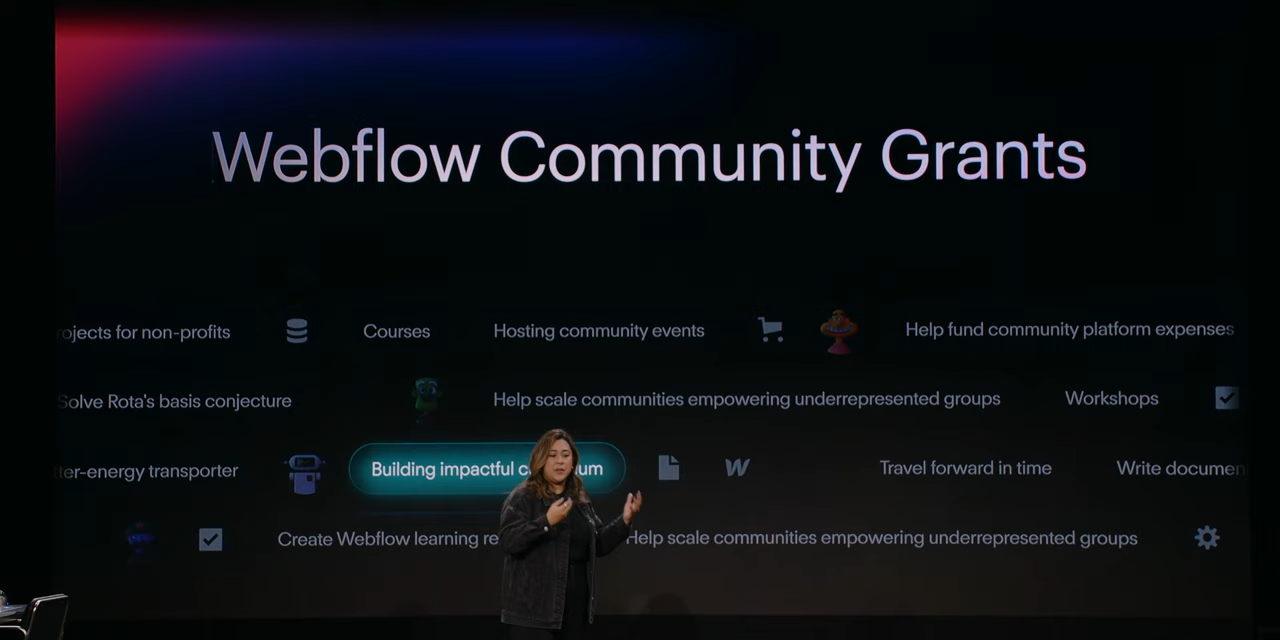 Webflow Community Grants
ojects for non-profits Courses Hosting community events Help fund community platform expenses
Solve Rota's basis conjecture Help scale communities empowering underrepresented groups Workshops
ter-energy transporter Building impactful c um W Travel forward in time Write documen
Create Webflow learning re Help scale communities empowering underrepresented groups